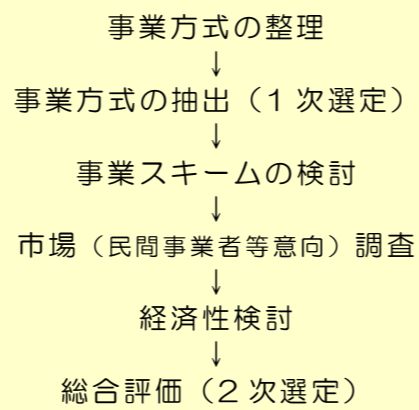 事業方式の整理
↓
事業方式の抽出（1次選定）
↓
事業スキームの検討
↓
市場（民間事業者等意向）調査
↓
経済性検討
↓
総合評価（2次選定）